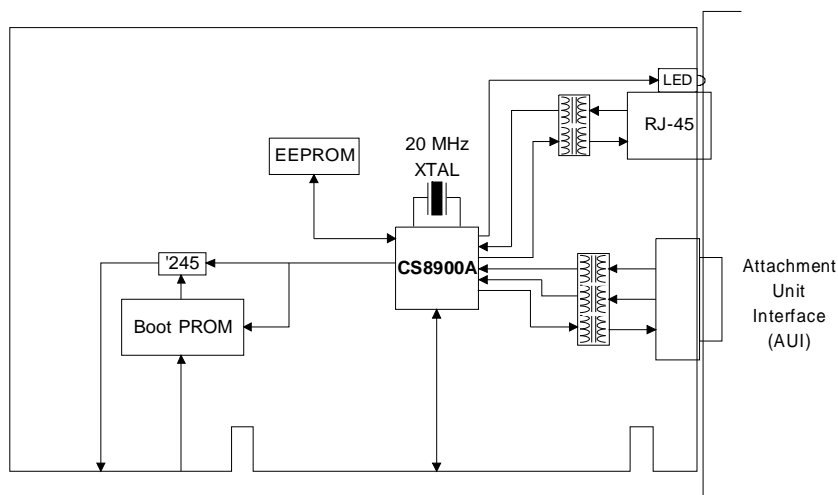 LED
RJ-45
20 MHz
XTAL
EEPROM
'245
CS8900A
Boot PROM
Attachment
Unit
Interface
(AUI)